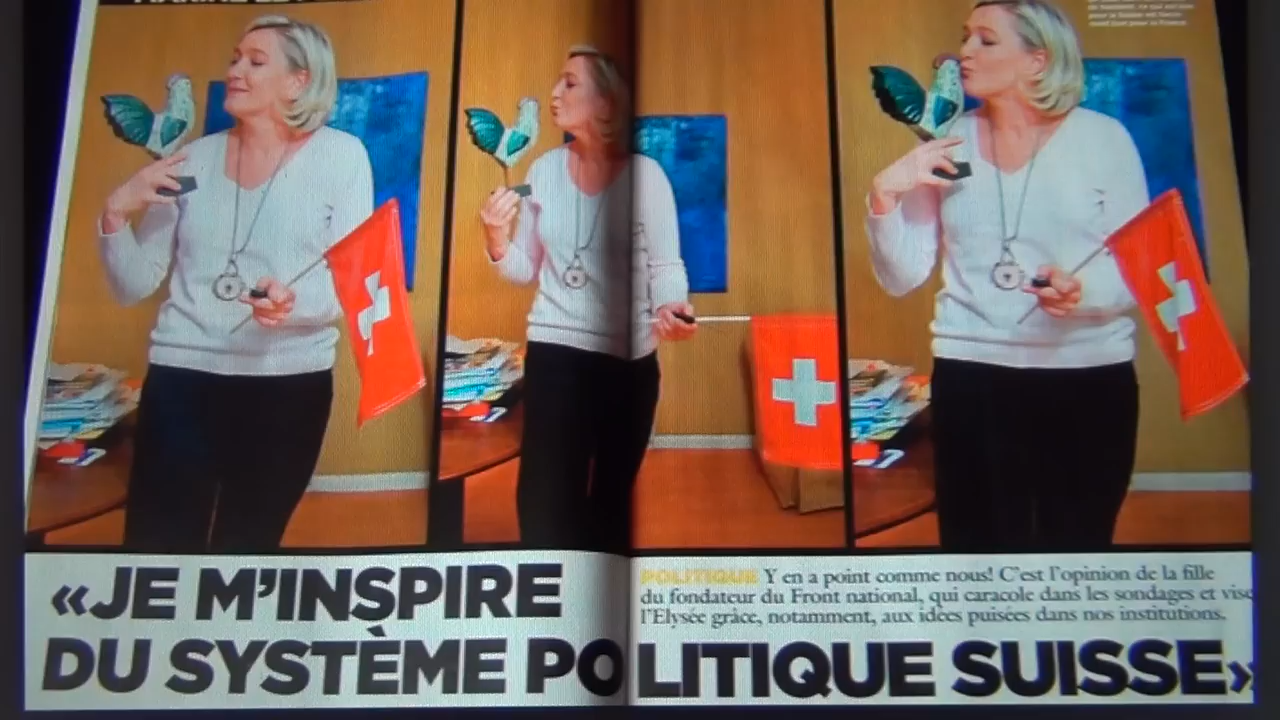 «JE M'INSPIRE
DU SYSTÈME POLITIQUE SUISSE»
POLITIQUE Y en a point comme nous! C'est l'opinion de la fille
du fondateur du Front national, qui caracole dans les sondages et vise
l'Elysée grâce, notamment, aux idées puisées dans nos institutions.